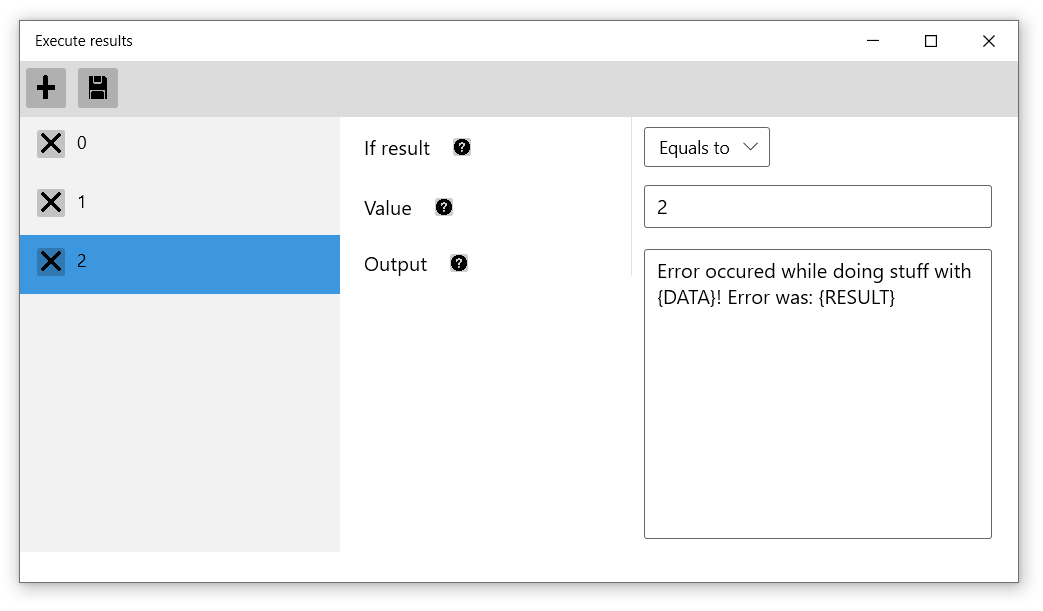 Execute results
0
1
2
If result ?
Equals to
Value ?
2
Output ?
Error occured while doing stuff with
{DATA}! Error was: {RESULT}